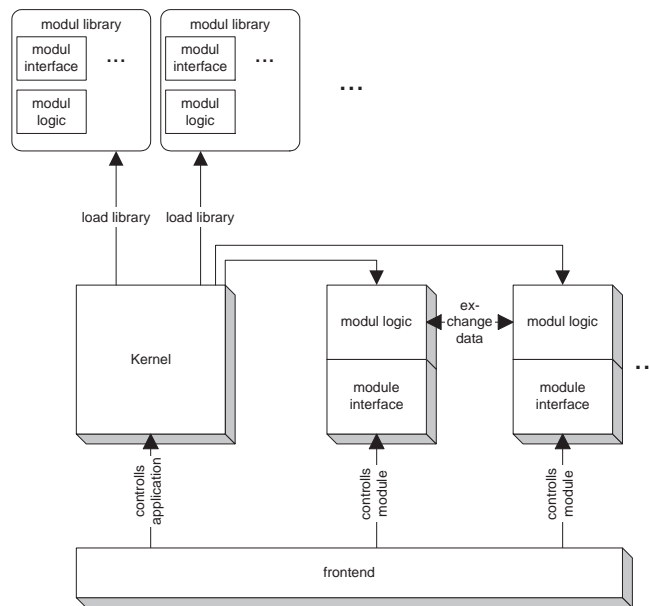 modul library
modul
interface
...
modul
logic
modul library
modul
interface
...
modul
logic
...
load library
load library
Kernel
modul logic
module
interface
ex-
change
data
modul logic
module
interface
..
controlls
application
controlls
module
controlls
module
frontend